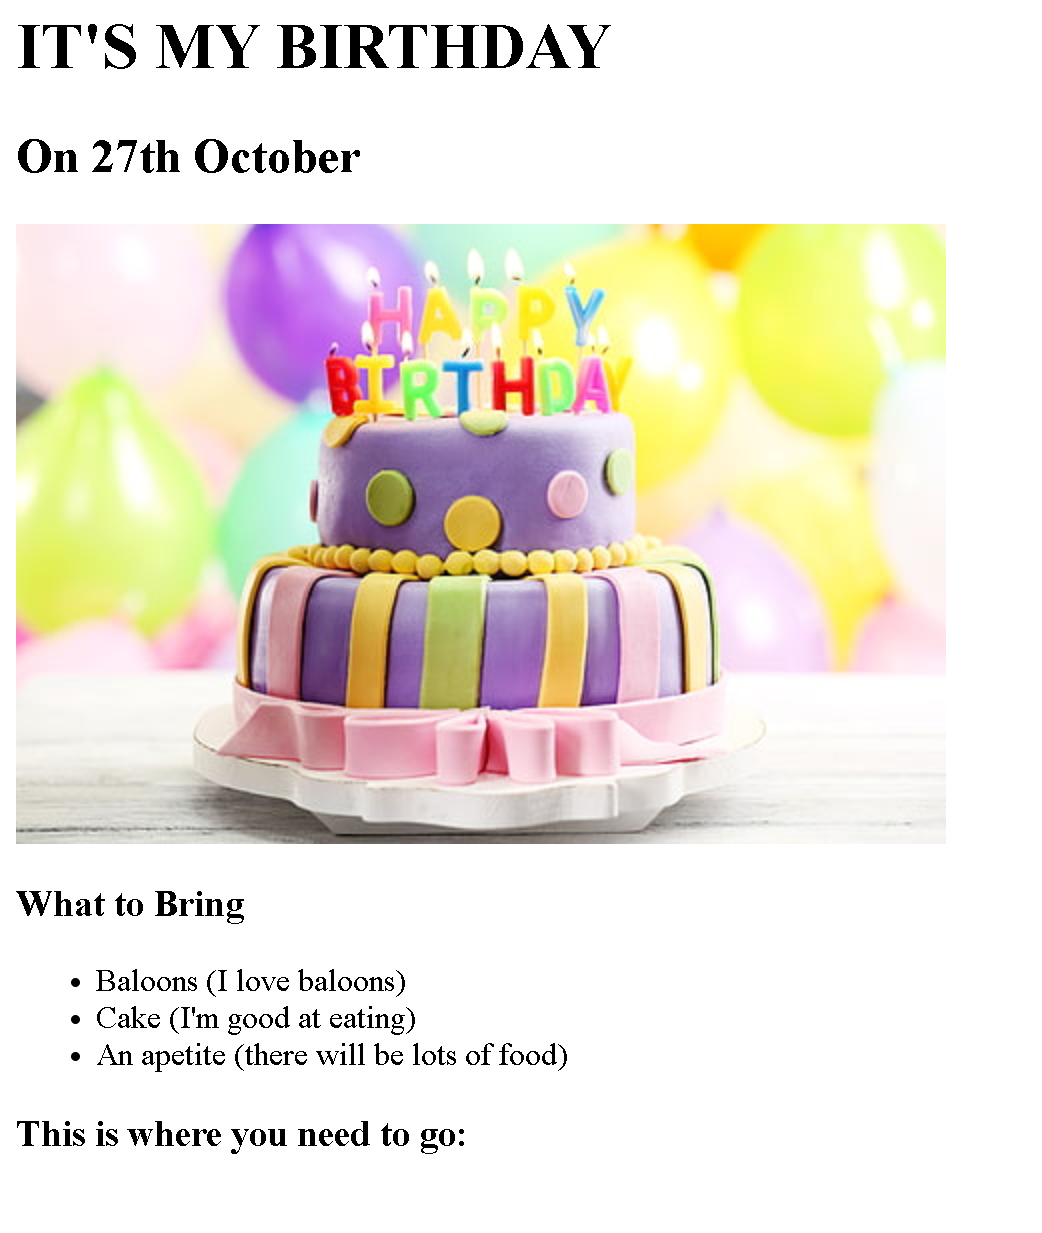 IT'S MY BIRTHDAY
On 27th October
HAPPY
BIRTHDAY
What to Bring
Baloons (I love baloons)
Cake (I'm good at eating)
An apetite (there will be lots of food)
This is where you need to go: